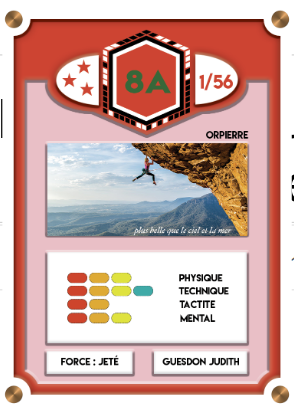 8A
1/56
ORPIERRE
plus belle que le ciel et la mer
PHYSIQUE
TECHNIQUE
TACTITE
MENTAL
FORCE : JETÉ
GUESDON JUDITH